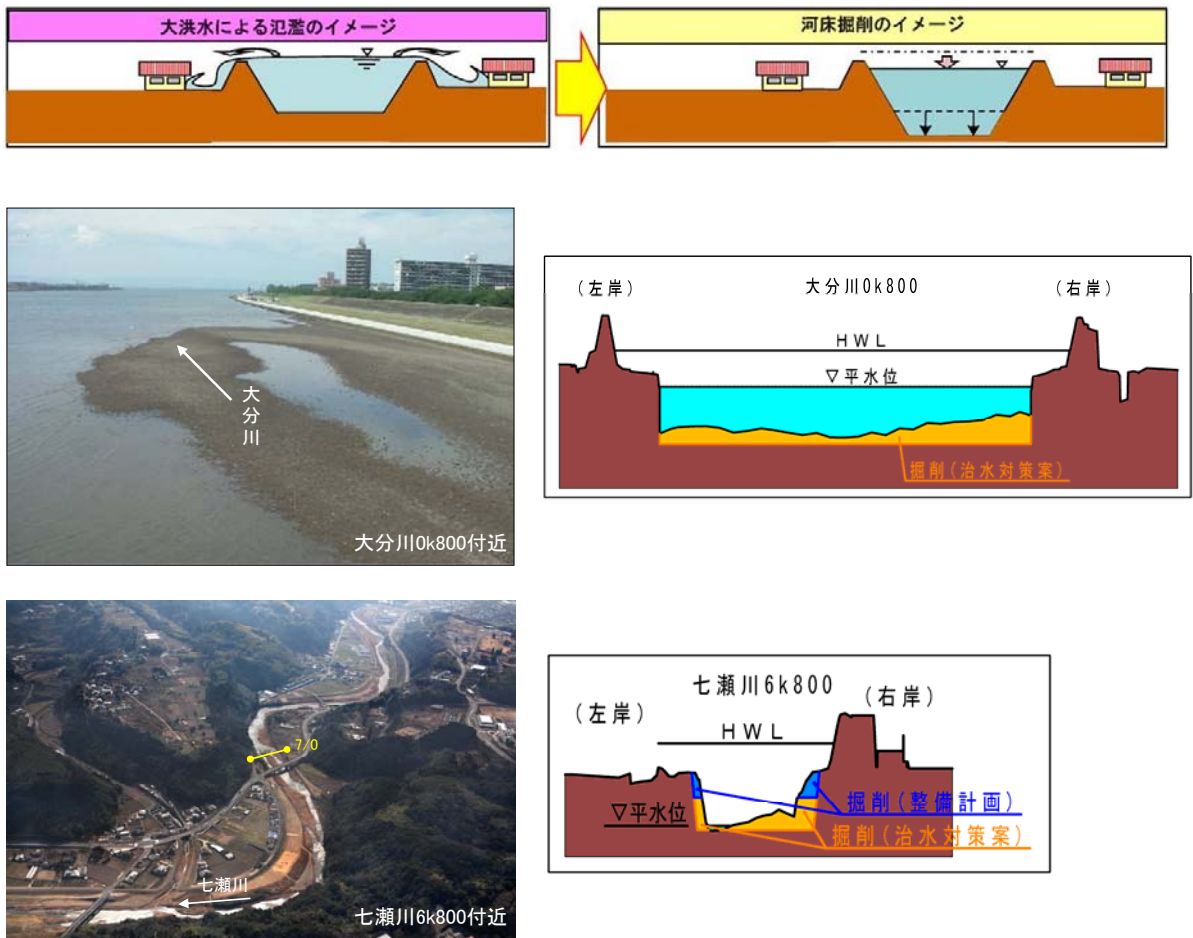 大洪水による氾濫のイメージ
河床掘削のイメージ
大分川
大分川0k800付近
大分川0k800
(左岸)
(右岸)
HWL
▽平水位
掘削(治水対策案)
7/0
七瀬川
七瀬川6k800付近
七瀬川6k800
(左岸)
(右岸)
HWL
▽平水位
掘削(整備計画)
掘削(治水対策案)